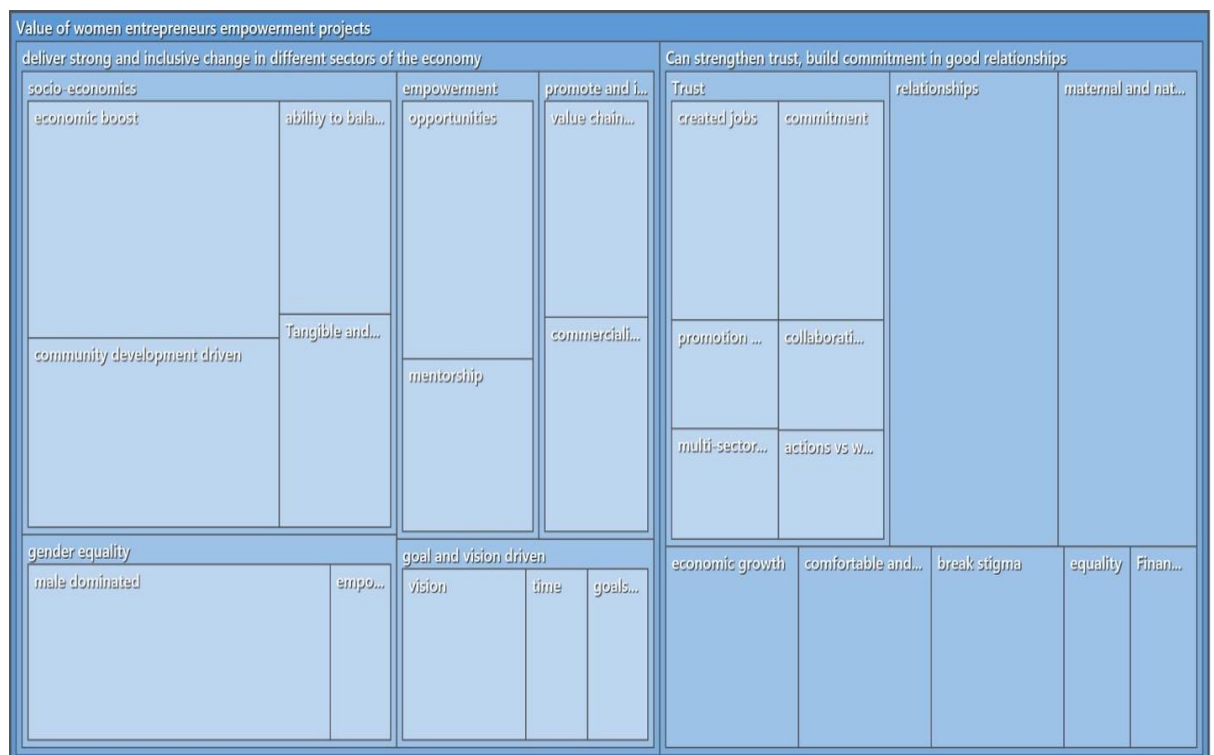 Value of women entrepreneurs empowerment projects
deliver strong and inclusive change in different sectors of the economy
socio-economics
economic boost
ability to bala...
community development driven
Tangible and...
empowerment
opportunities
mentorship
promote and i...
value chain...
commerciali...
gender equality
male dominated
empo...
goal and vision driven
vision
time
goals...
Can strengthen trust, build commitment in good relationships
Trust
created jobs
commitment
promotion ...
collaborati...
multi-sector...
actions vs w...
relationships
maternal and nat...
economic growth
comfortable and...
break stigma
equality
Finan...